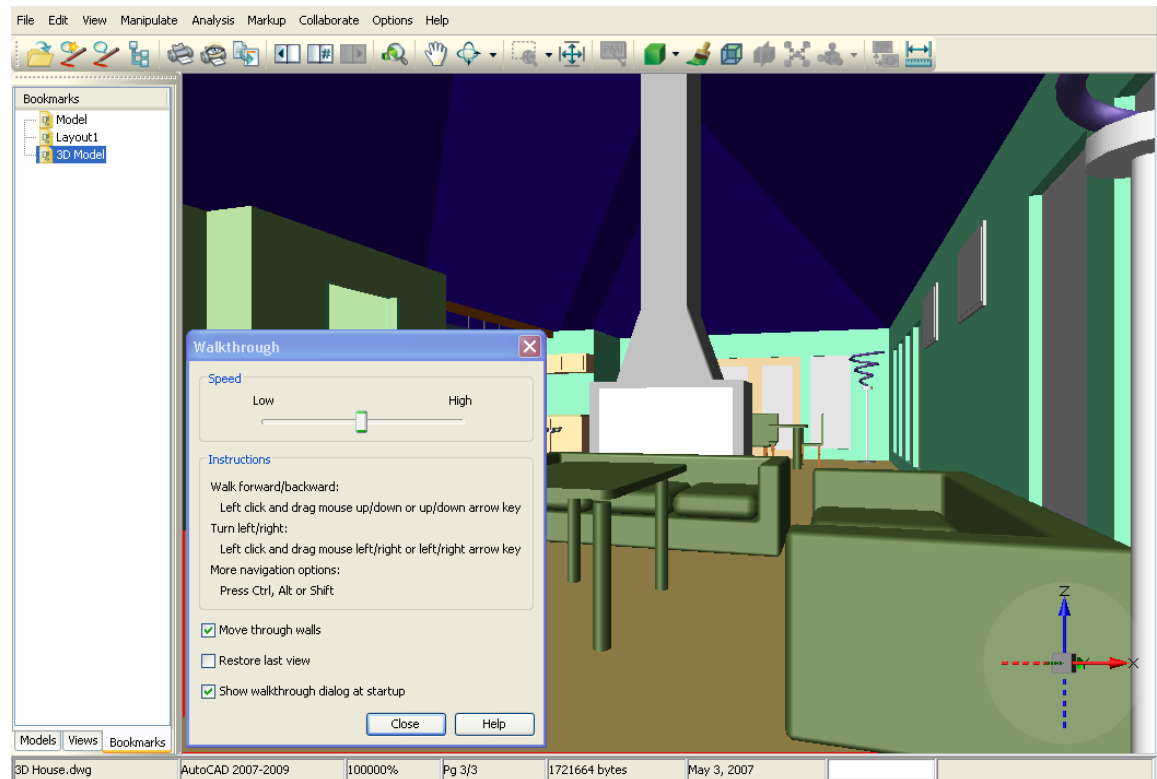 File Edit View Manipulate Analysis Markup Collaborate Options Help
PMI
Bookmarks
Model
Layout1
3D Model
Walkthrough
Speed
Low High
Instructions
Walk forward/backward:
Left click and drag mouse up/down or up/down arrow key
Turn left/right:
Left click and drag mouse left/right or left/right arrow key
More navigation options:
Press Ctrl, Alt or Shift
Move through walls
Restore last view
Show walkthrough dialog at startup
Close Help
Z
Y X
Models Views Bookmarks
3D House.dwg AutoCAD 2007-2009 100000% Pg 3/3 1721664 bytes May 3, 2007